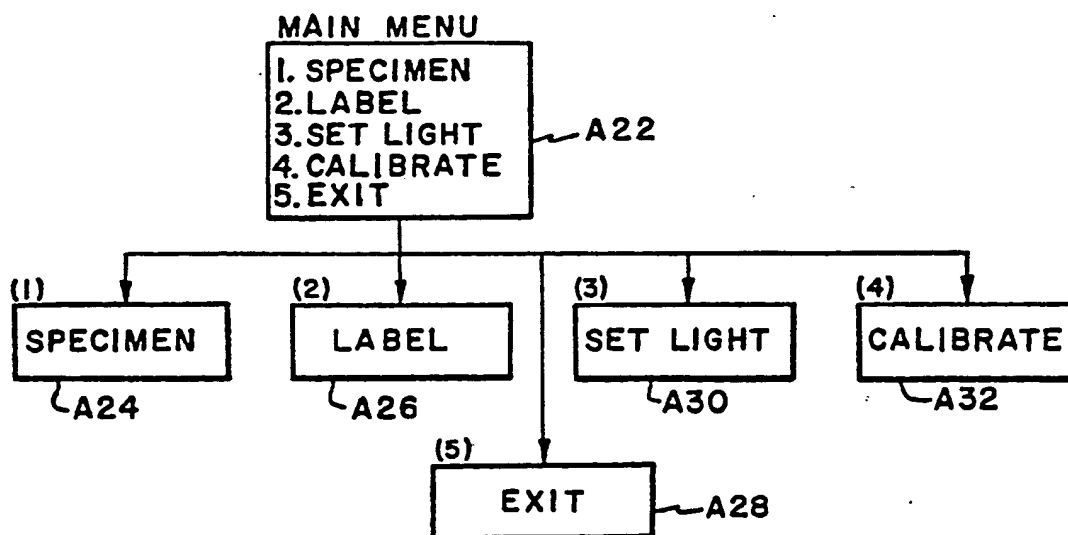 MAIN MENU
1. SPECIMEN
2. LABEL
3. SET LIGHT
4. CALIBRATE
5. EXIT
A22
(1)
SPECIMEN
A24
(2)
LABEL
A26
(3)
SET LIGHT
A30
(4)
CALIBRATE
A32
(5)
EXIT
A28